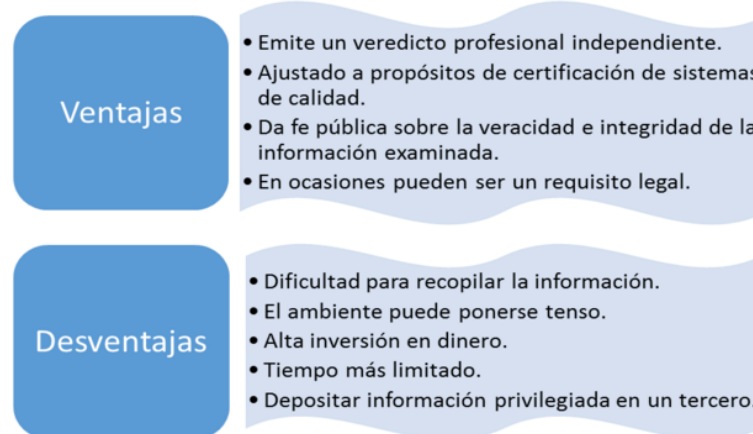 Ventajas
• Emite un veredicto profesional independiente.
• Ajustado a propósitos de certificación de sistemas
de calidad.
• Da fe pública sobre la veracidad e integridad de la
información examinada.
• En ocasiones pueden ser un requisito legal.
Desventajas
• Dificultad para recopilar la información.
• El ambiente puede ponerse tenso.
• Alta inversión en dinero.
• Tiempo más limitado.
• Depositar información privilegiada en un tercero.